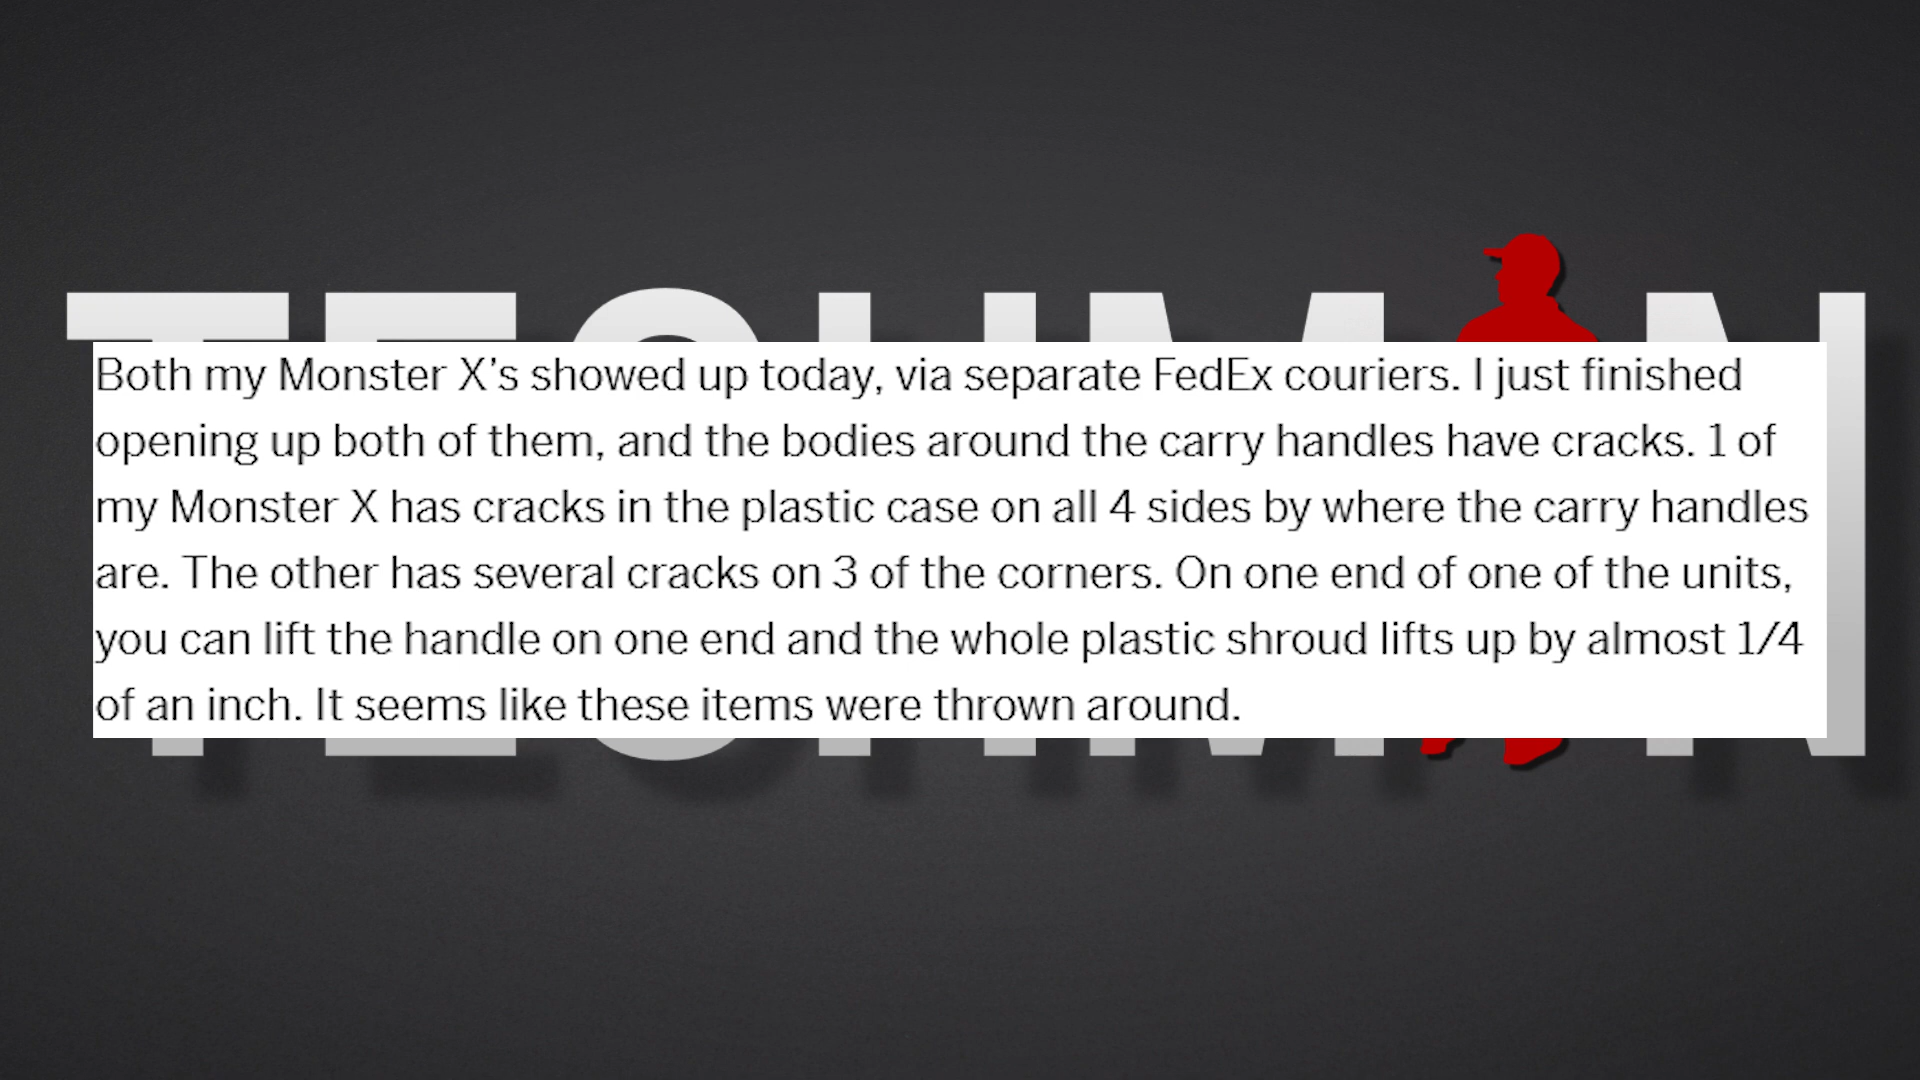 TECHMAN
Both my Monster X’s showed up today, via separate FedEx couriers. I just finished
opening up both of them, and the bodies around the carry handles have cracks. 1 of
my Monster X has cracks in the plastic case on all 4 sides by where the carry handles
are. The other has several cracks on 3 of the corners. On one end of one of the units,
you can lift the handle on one end and the whole plastic shroud lifts up by almost 1/4
of an inch. It seems like these items were thrown around.